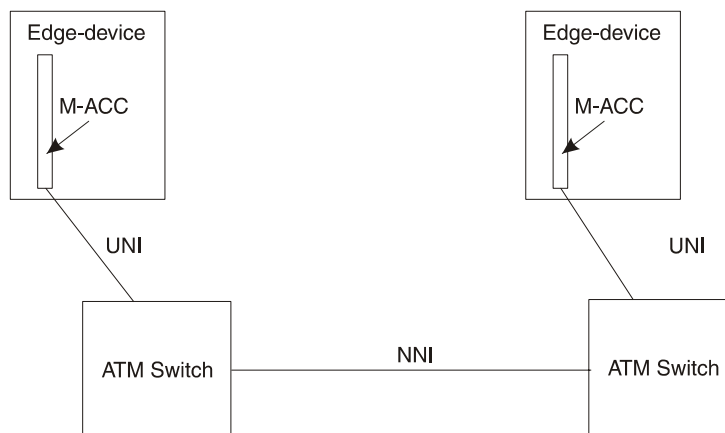 Edge-device
M-ACC
UNI
ATM Switch
NNI
Edge-device
M-ACC
UNI
ATM Switch